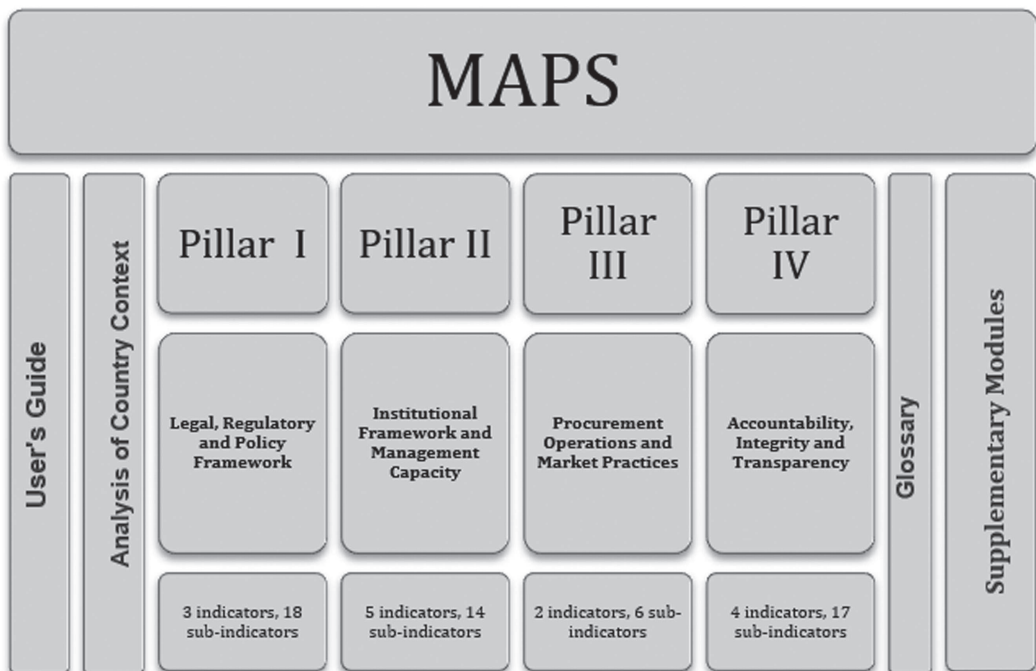 MAPS
User's Guide
Analysis of Country Context
Pillar I
Legal, Regulatory
and Policy
Framework
3 indicators, 18
sub-indicators
Pillar II
Institutional
Framework and
Management
Capacity
5 indicators, 14
sub-indicators
Pillar
III
Procurement
Operations and
Market Practices
2 indicators, 6 sub-
indicators
Pillar
IV
Accountability,
Integrity and
Transparency
4 indicators, 17
sub-indicators
Glossary
Supplementary Modules